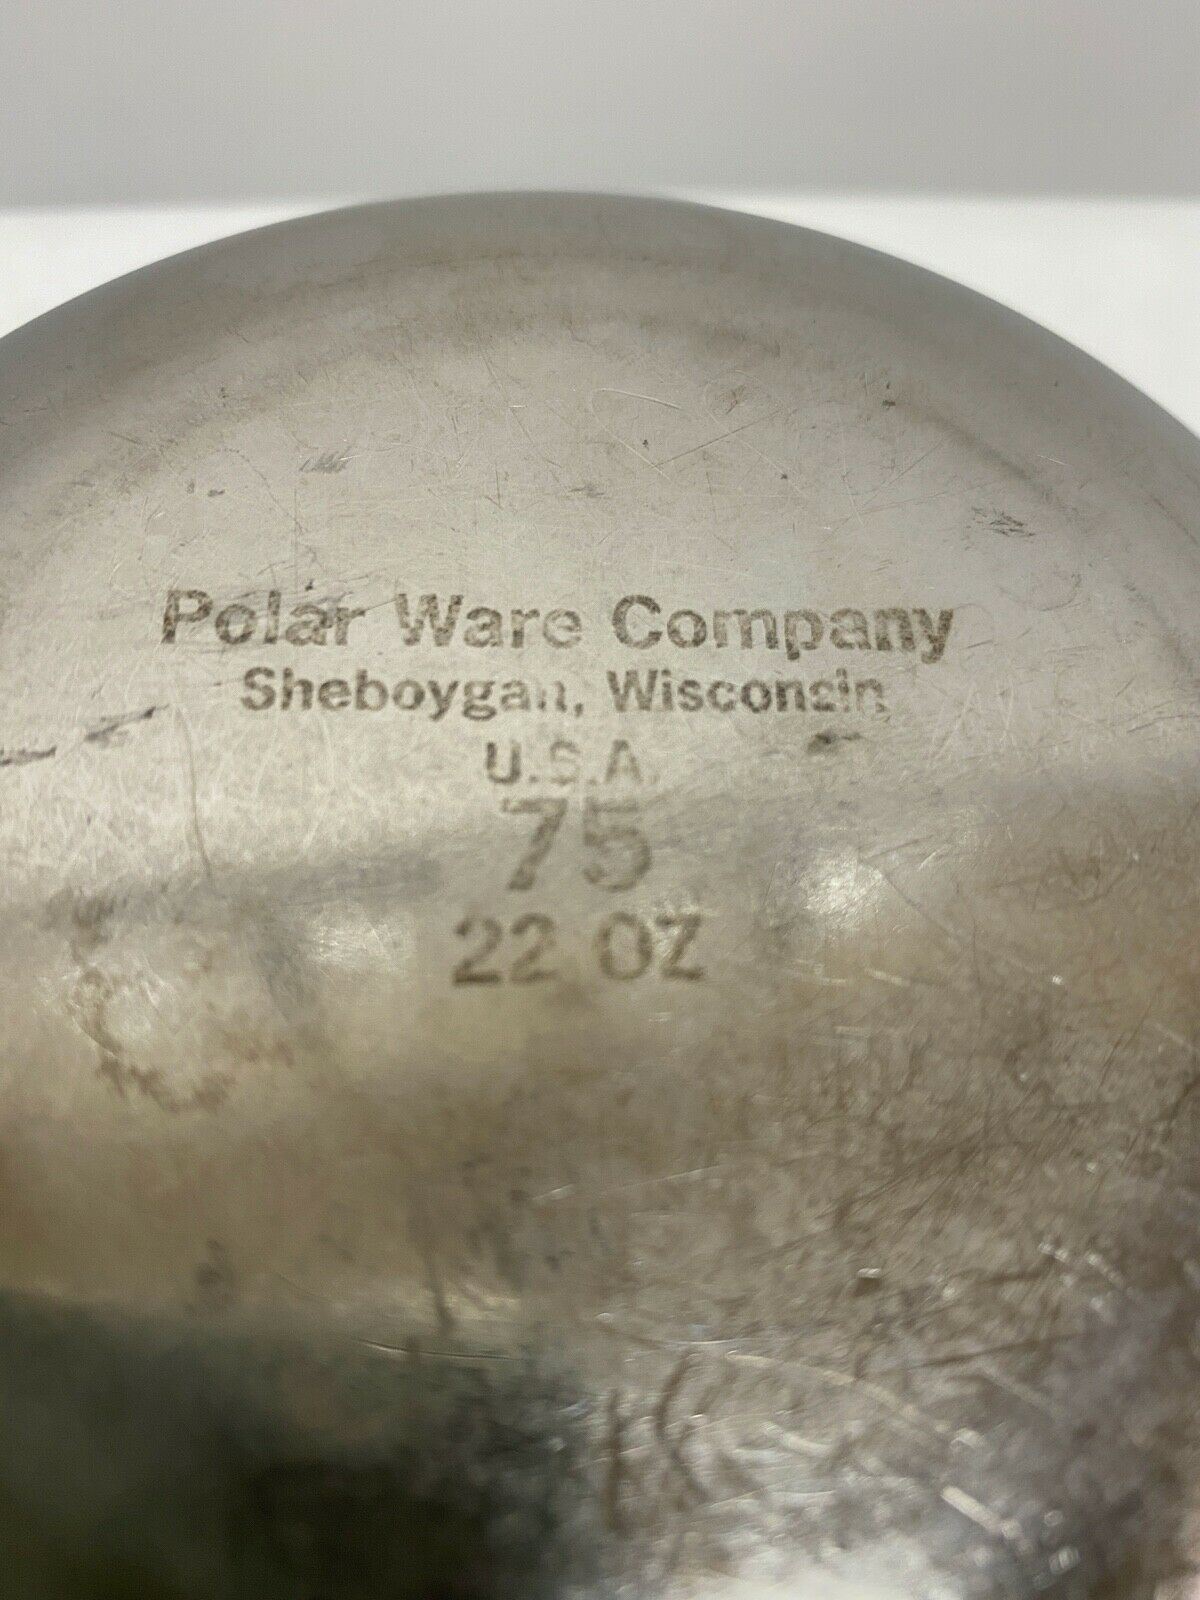 Polar Ware Company
Sheboygan, Wisconsin
U.S.A.
75
22 OZ